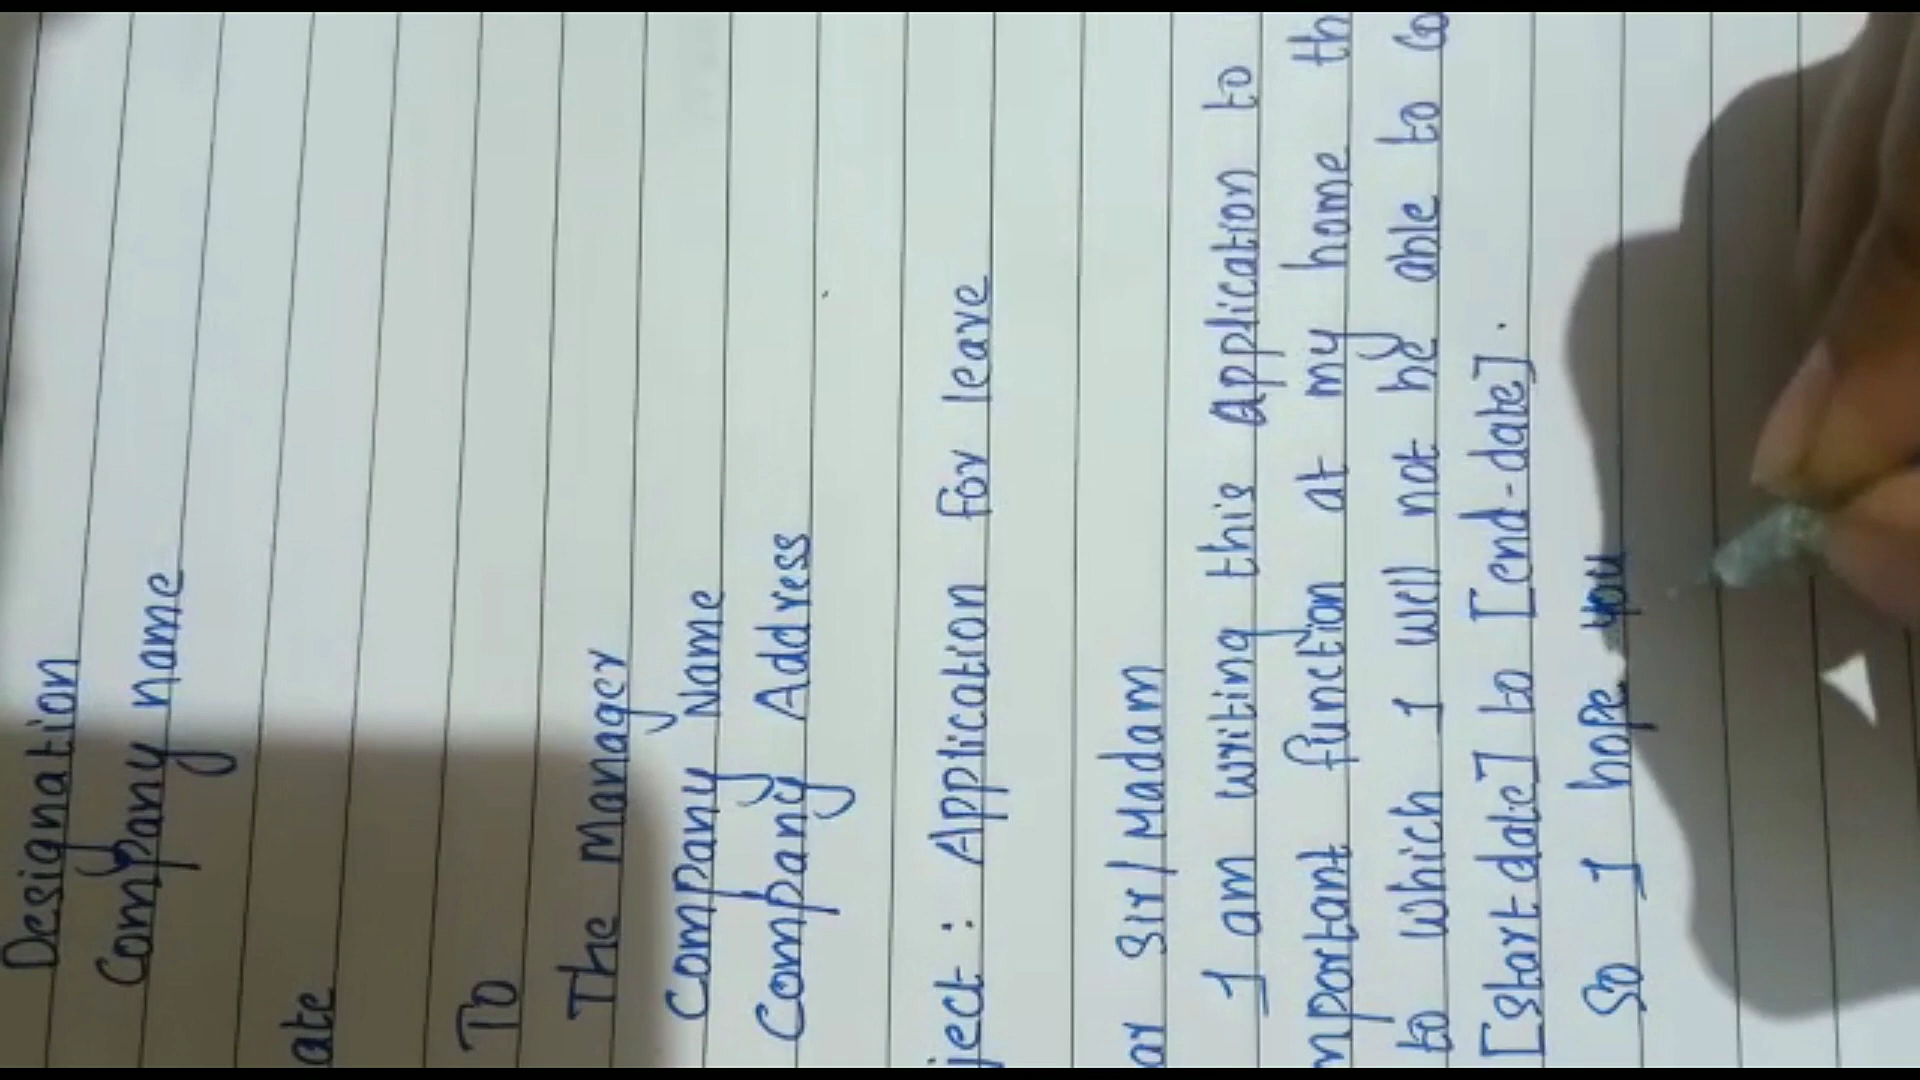 Designation
Company name
ate
To
The Manager
Company Name
Company Address
ject : Application for leave
ar Sir/Madam
I am writing this application to
mportant function at my home th
to which I well not be able to co
[Start date] to [end-date].
So I hope you